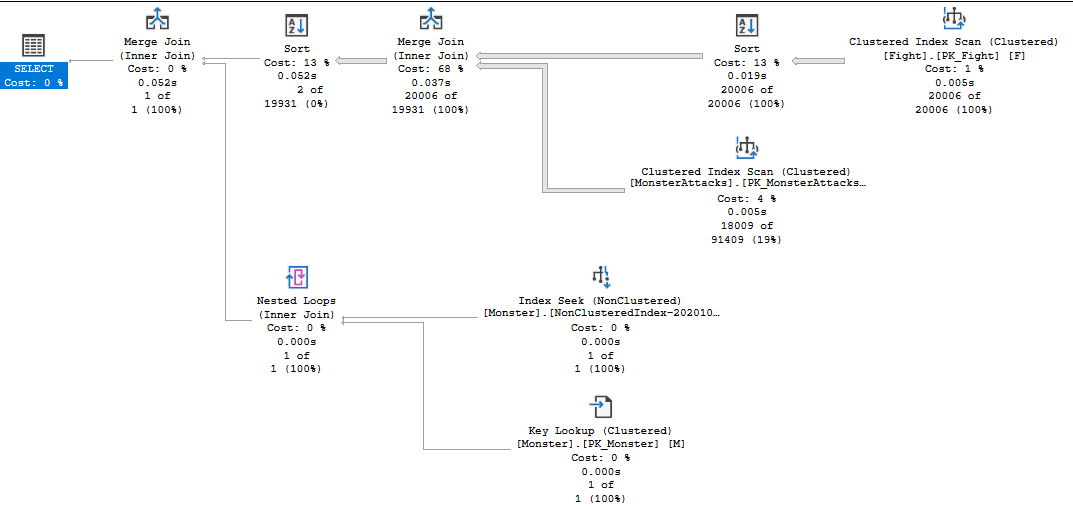 SELECT
Cost: 0 %
Merge Join
(Inner Join)
Cost: 0 %
0.052s
1 of
1 (100%)
Sort
Cost: 13 %
0.052s
2 of
19931 (0%)
Merge Join
(Inner Join)
Cost: 68 %
0.037s
20006 of
19931 (100%)
Sort
Cost: 13 %
0.019s
20006 of
20006 (100%)
Clustered Index Scan (Clustered)
[Fight].[PK_Fight] [F]
Cost: 1 %
0.005s
20006 of
20006 (100%)
Clustered Index Scan (Clustered)
[MonsterAttacks].[PK_MonsterAttacks…
Cost: 4 %
0.005s
18009 of
91409 (19%)
Nested Loops
(Inner Join)
Cost: 0 %
0.000s
1 of
1 (100%)
Index Seek (NonClustered)
[Monster].[NonClusteredIndex-202010…
Cost: 0 %
0.000s
1 of
1 (100%)
Key Lookup (Clustered)
[Monster].[PK_Monster] [M]
Cost: 0 %
0.000s
1 of
1 (100%)